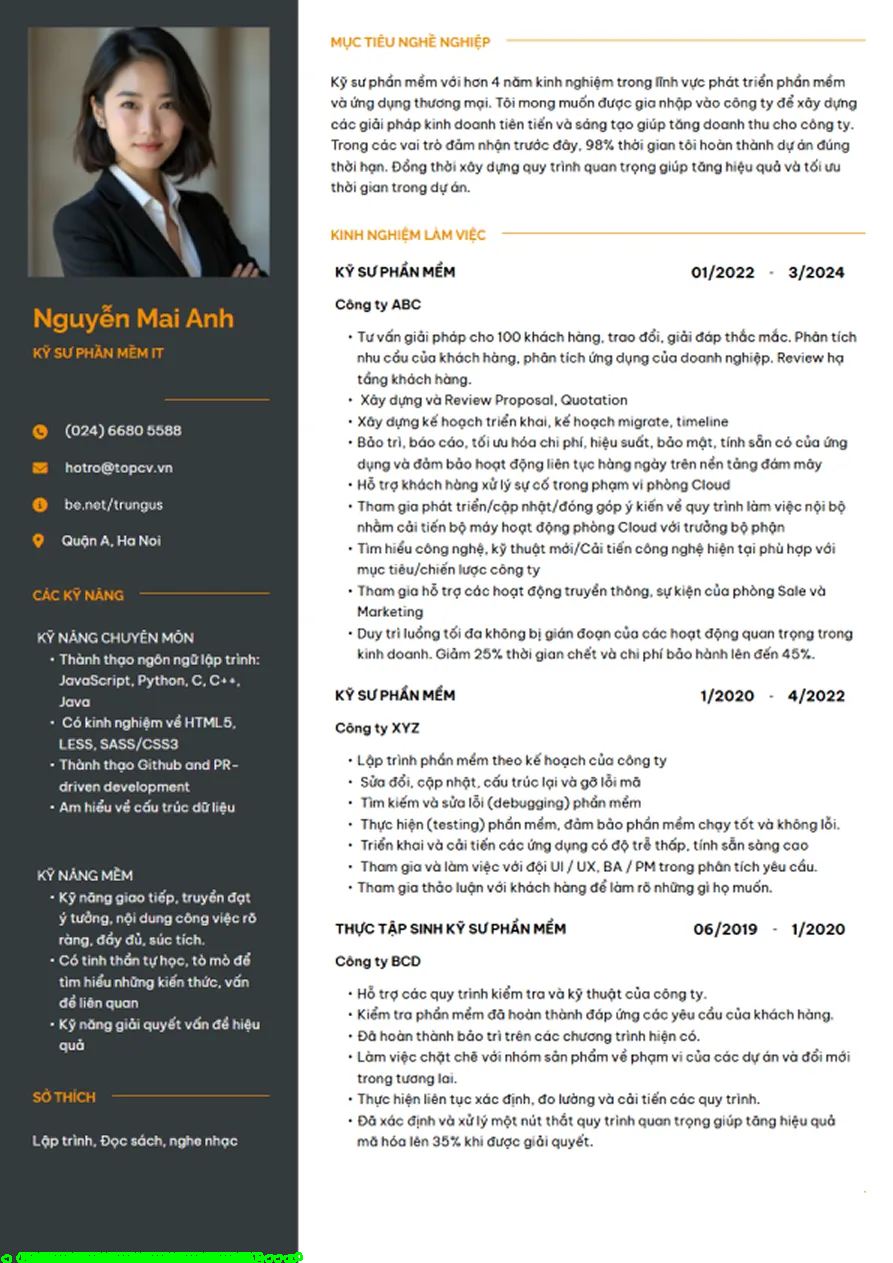 Nguyễn Mai Anh
KỸ SƯ PHẦN MỀM IT
(024) 6680 5588
hotro@topcv.vn
be.net/trungus
Quận A, Ha Noi
CÁC KỸ NĂNG
KỸ NĂNG CHUYÊN MÔN
• Thành thạo ngôn ngữ lập trình:
JavaScript, Python, C, C++,
Java
• Có kinh nghiệm về HTML5,
LESS, SASS/CSS3
• Thành thạo Github and PR-
driven development
• Am hiểu về cấu trúc dữ liệu
KỸ NĂNG MỀM
• Kỹ năng giao tiếp, truyền đạt
ý tưởng, nội dung công việc rõ
ràng, đầy đủ, súc tích.
• Có tinh thần tự học, tò mò để
tìm hiểu những kiến thức, vấn
đề liên quan
• Kỹ năng giải quyết vấn đề hiệu
quả
SỞ THÍCH
Lập trình, Đọc sách, nghe nhạc
MỤC TIÊU NGHỀ NGHIỆP
Kỹ sư phần mềm với hơn 4 năm kinh nghiệm trong lĩnh vực phát triển phần mềm
và ứng dụng thương mại. Tôi mong muốn được gia nhập vào công ty để xây dựng
các giải pháp kinh doanh tiên tiến và sáng tạo giúp tăng doanh thu cho công ty.
Trong các vai trò đảm nhận trước đây, 98% thời gian tôi hoàn thành dự án đúng
thời hạn. Đồng thời xây dựng quy trình quan trọng giúp tăng hiệu quả và tối ưu
thời gian trong dự án.
KINH NGHIỆM LÀM VIỆC
KỸ SƯ PHẦN MỀM 01/2022 - 3/2024
Công ty ABC
• Tư vấn giải pháp cho 100 khách hàng, trao đổi, giải đáp thắc mắc. Phân tích
nhu cầu của khách hàng, phân tích ứng dụng của doanh nghiệp. Review hạ
tầng khách hàng.
• Xây dựng và Review Proposal, Quotation
• Xây dựng kế hoạch triển khai, kế hoạch migrate, timeline
• Bảo trì, báo cáo, tối ưu hóa chi phí, hiệu suất, bảo mật, tính sẵn có của ứng
dụng và đảm bảo hoạt động liên tục hàng ngày trên nền tảng đám mây
• Hỗ trợ khách hàng xử lý sự cố trong phạm vi phòng Cloud
• Tham gia phát triển/cập nhật/đóng góp ý kiến về quy trình làm việc nội bộ
nhằm cải tiến bộ máy hoạt động phòng Cloud với trưởng bộ phận
• Tìm hiểu công nghệ, kỹ thuật mới/Cải tiến công nghệ hiện tại phù hợp với
mục tiêu/chiến lược công ty
• Tham gia hỗ trợ các hoạt động truyền thông, sự kiện của phòng Sale và
Marketing
• Duy trì luồng tối đa không bị gián đoạn của các hoạt động quan trọng trong
kinh doanh. Giảm 25% thời gian chết và chi phí bảo hành lên đến 45%.
KỸ SƯ PHẦN MỀM 1/2020 - 4/2022
Công ty XYZ
• Lập trình phần mềm theo kế hoạch của công ty
• Sửa đổi, cập nhật, cấu trúc lại và gỡ lỗi mã
• Tìm kiếm và sửa lỗi (debugging) phần mềm
• Thực hiện (testing) phần mềm, đảm bảo phần mềm chạy tốt và không lỗi.
• Triển khai và cải tiến các ứng dụng có độ trễ thấp, tính sẵn sàng cao
• Tham gia và làm việc với đội UI / UX, BA / PM trong phân tích yêu cầu.
• Tham gia thảo luận với khách hàng để làm rõ những gì họ muốn.
THỰC TẬP SINH KỸ SƯ PHẦN MỀM 06/2019 - 1/2020
Công ty BCD
• Hỗ trợ các quy trình kiểm tra và kỹ thuật của công ty.
• Kiểm tra phần mềm đã hoàn thành đáp ứng các yêu cầu của khách hàng.
• Đã hoàn thành bảo trì trên các chương trình hiện có.
• Làm việc chặt chẽ với nhóm sản phẩm về phạm vi của các dự án và đổi mới
trong tương lai.
• Thực hiện liên tục xác định, đo lường và cải tiến các quy trình.
• Đã xác định và xử lý một nút thắt quy trình quan trọng giúp tăng hiệu quả
mã hóa lên 35% khi được giải quyết.